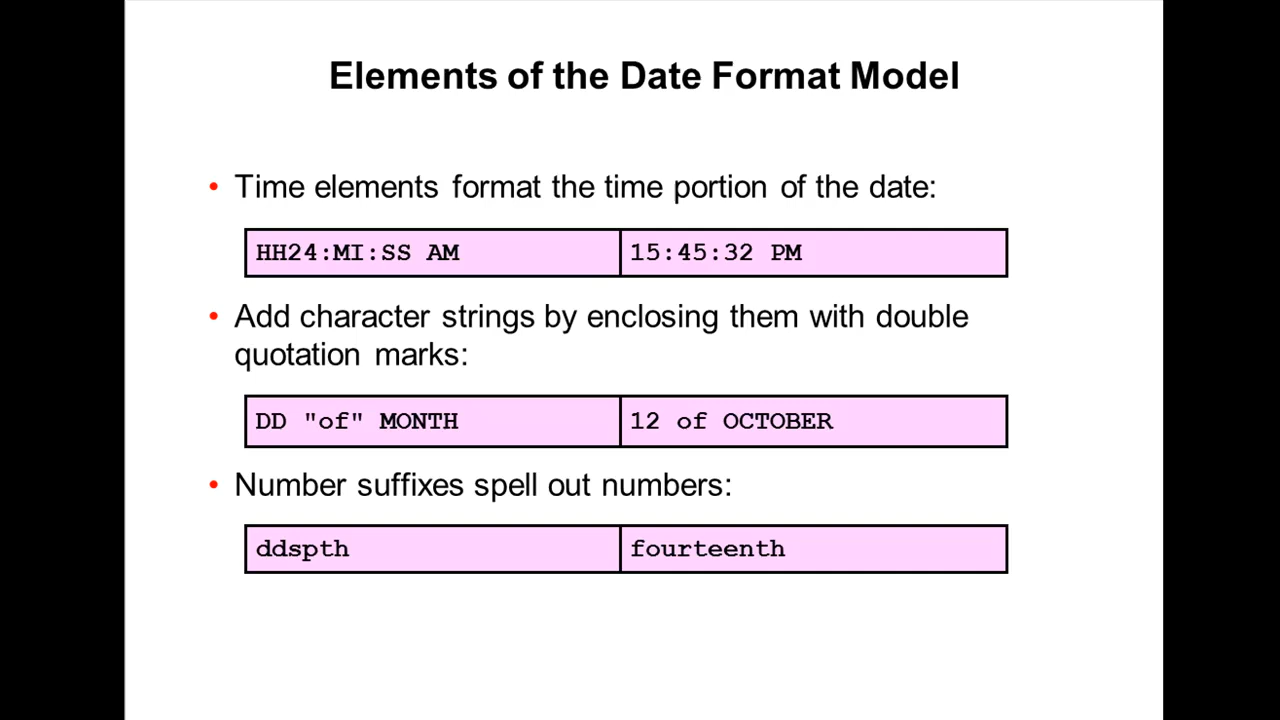 Elements of the Date Format Model
• Time elements format the time portion of the date:
HH24:MI:SS AM 15:45:32 PM
• Add character strings by enclosing them with double
quotation marks:
DD "of" MONTH 12 of OCTOBER
• Number suffixes spell out numbers:
ddspth fourteenth